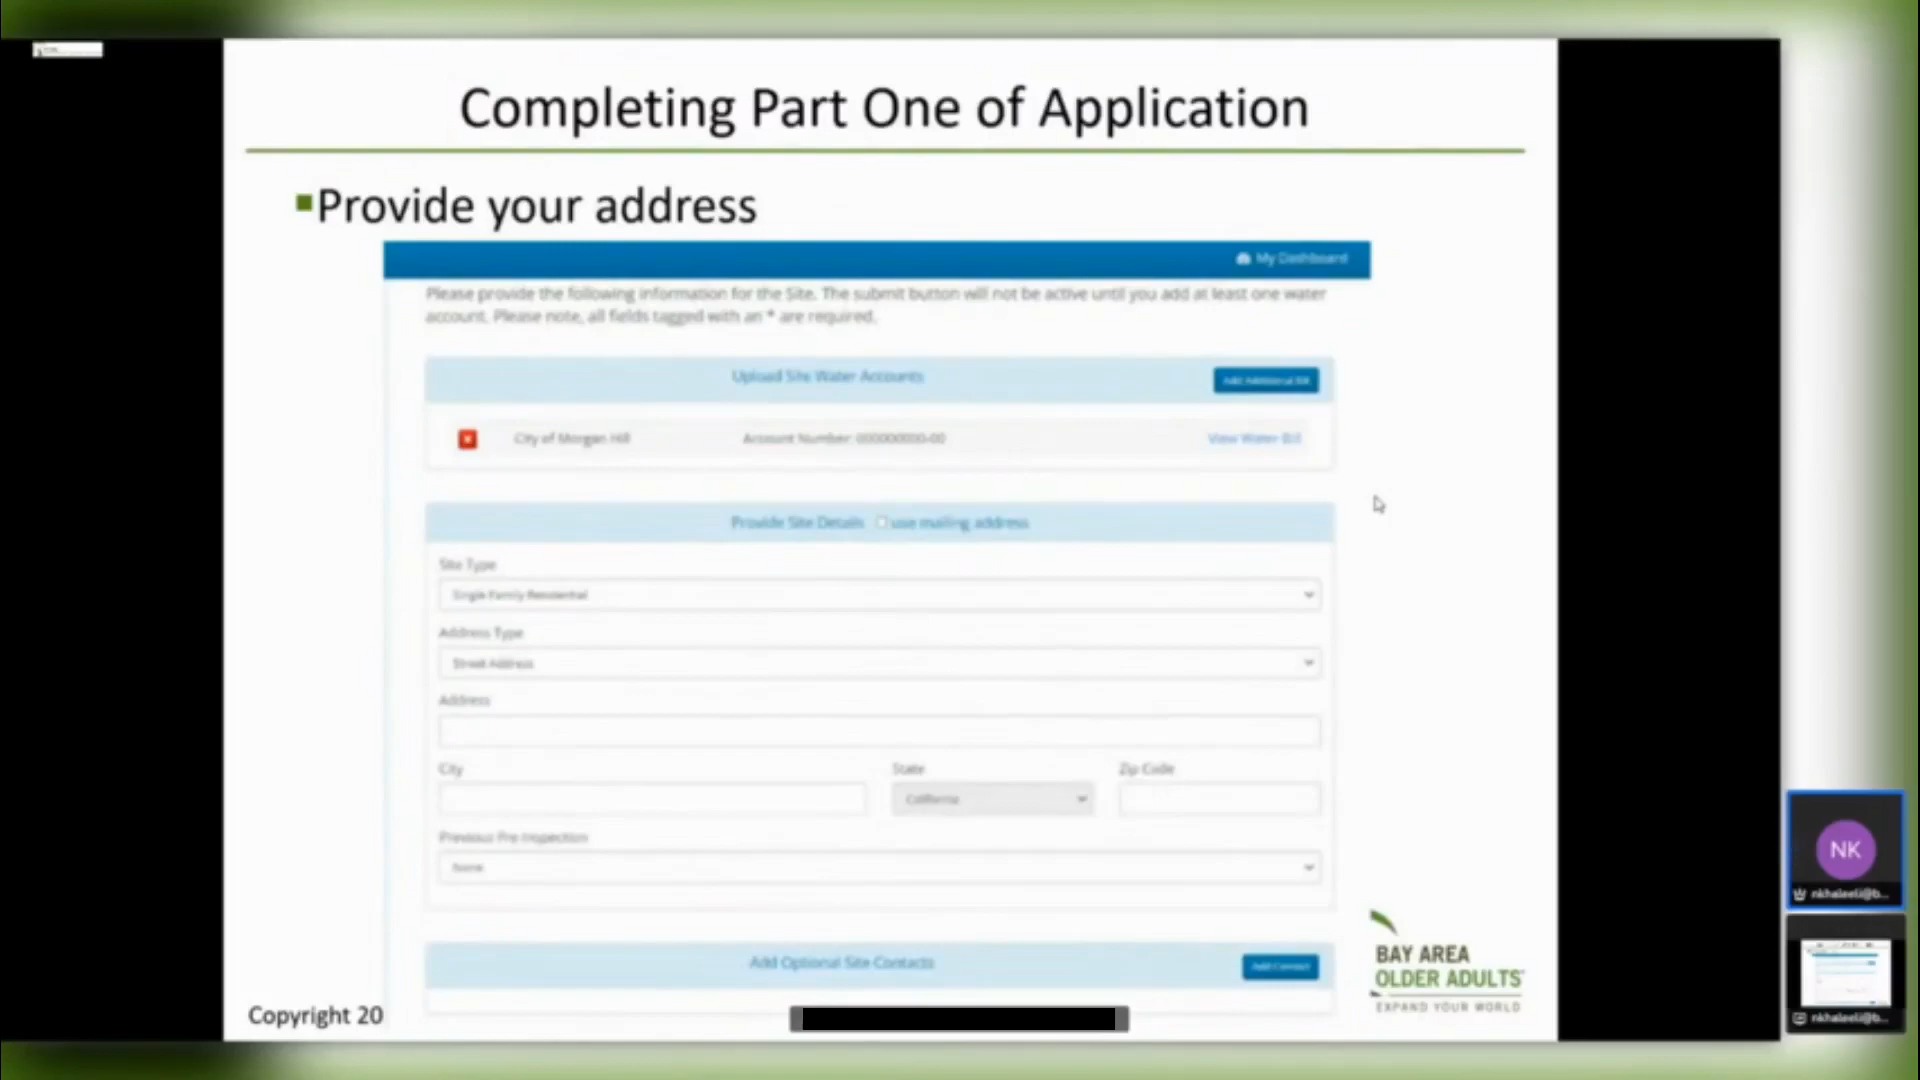 Completing Part One of Application
Provide your address
My Dashboard
Please provide the following information for the Site. The submit button will not be active until you add at least one water
account. Please note, all fields tagged with an * are required.
Upload Site Water Accounts
Add Additional Bill
City of Morgan Hill Account Number: 000000000-00 View Water Bill
Provide Site Details use mailing address
Site Type
Single Family Residential
Address Type
Street Address
Address
City State Zip Code
California
Previous Pre Inspection
None
Add Optional Site Contacts Add Contact
BAY AREA
OLDER ADULTS
EXPAND YOUR WORLD
Copyright 20
NK
nkhaleeli@b...
nkhaleeli@b...